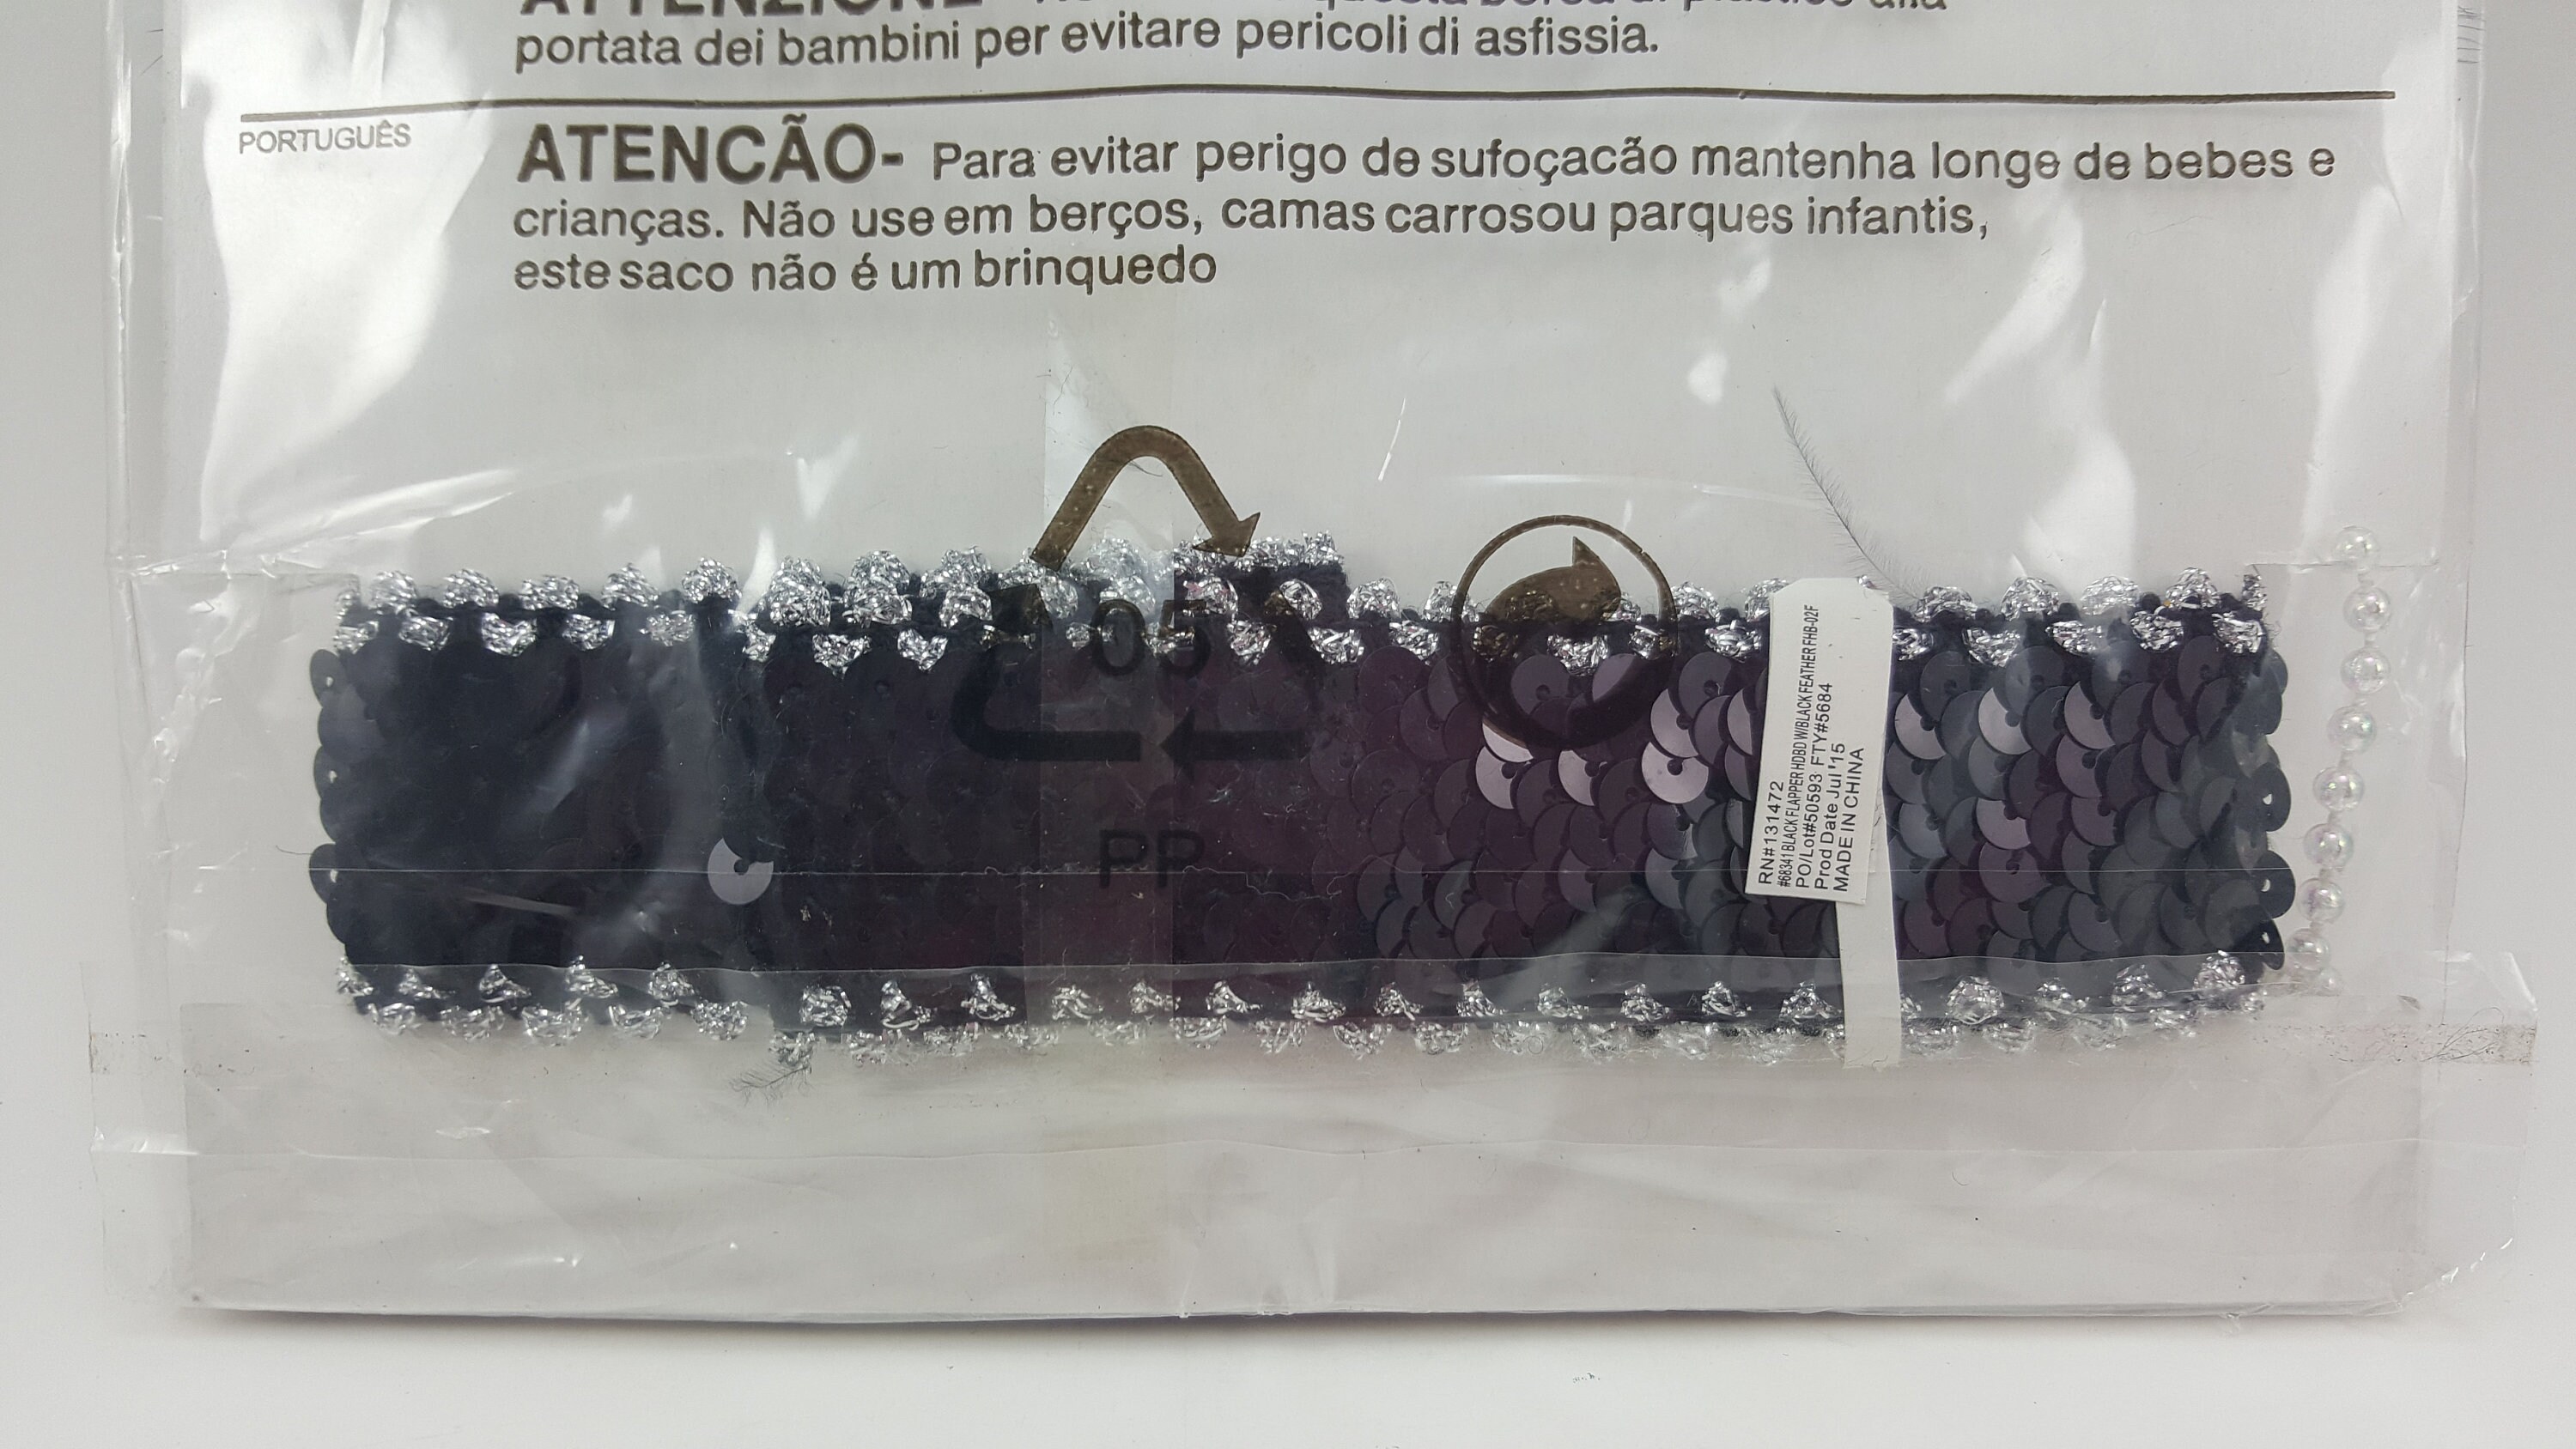 portata dei bambini per evitare pericoli di asfissia.
PORTUGUÊS
ATENCÃO- Para evitar perigo de sufoçacão mantenha longe de bebes e
crianças. Não use em berços, camas carrosou parques infantis,
este saco não é um brinquedo
05
PP
RN#131472
#68341 BLACK FLAPPER HDBD W/BLACK FEATHER FHB-02F
PO/Lot#50593 FTY#5684
Prod Date Jul '15
MADE IN CHINA